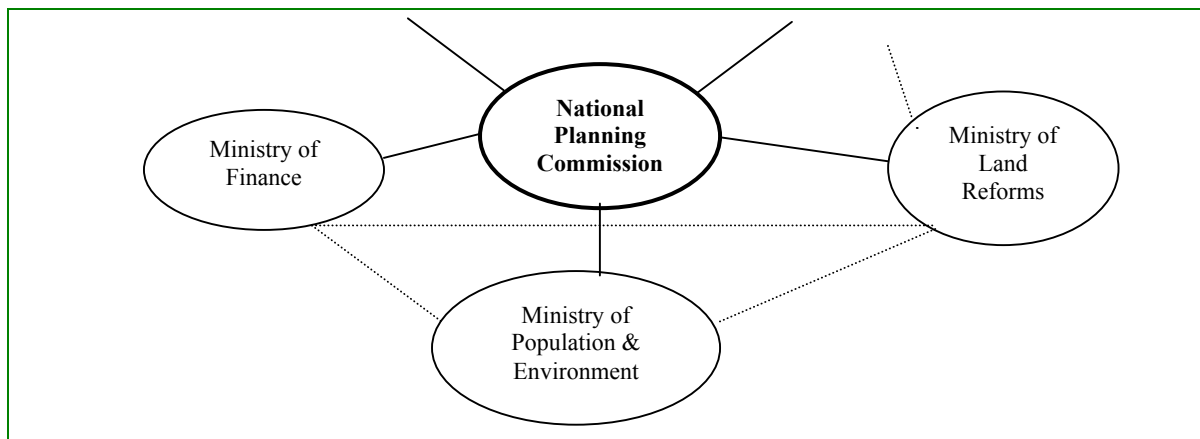 National
Planning
Commission
Ministry of
Finance
Ministry of
Land
Reforms
Ministry of
Population &
Environment